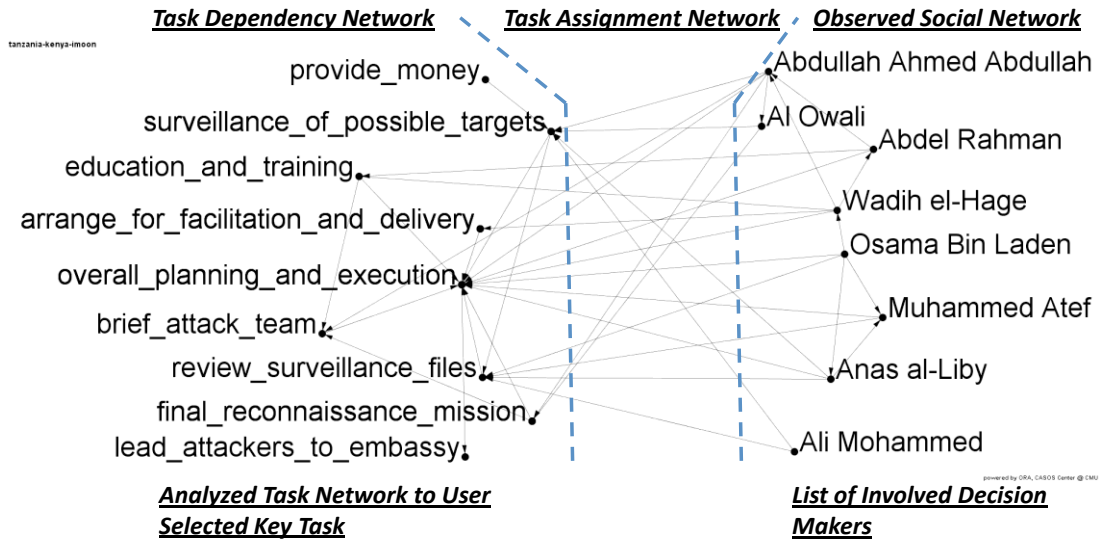 Task Dependency Network
Task Assignment Network
Observed Social Network
tanzania-kenya-imoon
provide_money
surveillance_of_possible_targets
education_and_training
arrange_for_facilitation_and_delivery
overall_planning_and_execution
brief_attack_team
review_surveillance_files
final_reconnaissance_mission
lead_attackers_to_embassy
Abdullah Ahmed Abdullah
Al Owali
Abdel Rahman
Wadih el-Hage
Osama Bin Laden
Muhammed Atef
Anas al-Liby
Ali Mohammed
powered by ORA, CASOS Center @ CMU
Analyzed Task Network to User
Selected Key Task
List of Involved Decision
Makers